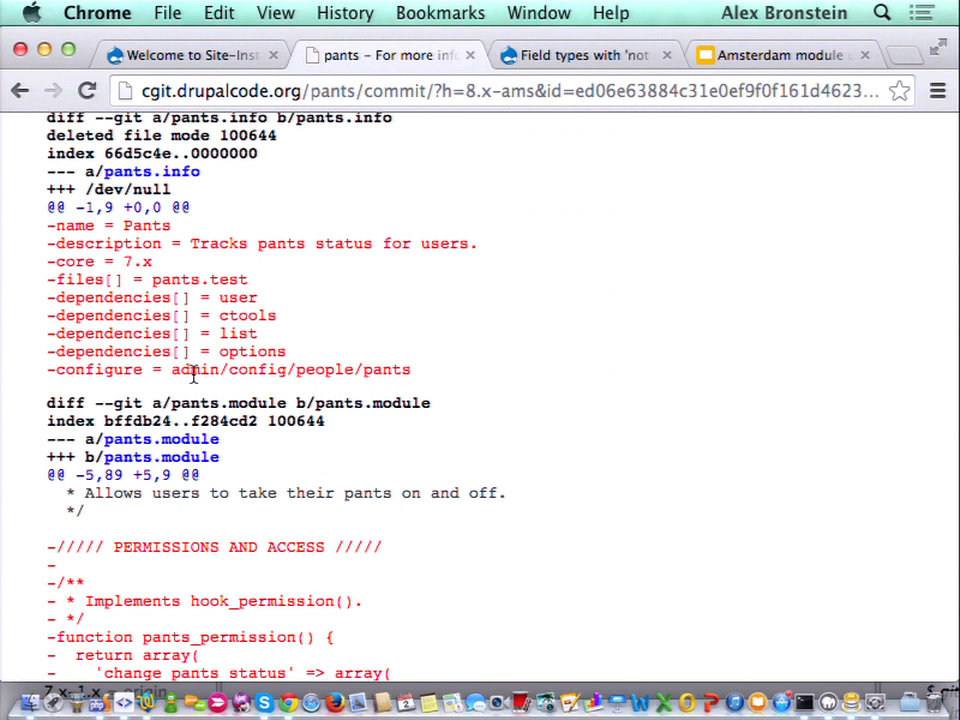 Chrome File Edit View History Bookmarks Window Help Alex Bronstein
Welcome to Site-Inst × pants - For more info × Field types with 'not × Amsterdam module ×
cgit.drupalcode.org/pants/commit/?h=8.x-ams&id=ed06e63884c31e0ef9f0f161d4623...
diff --git a/pants.info b/pants.info
deleted file mode 100644
index 66d5c4e..0000000
--- a/pants.info
+++ /dev/null
@@ -1,9 +0,0 @@
-name = Pants
-description = Tracks pants status for users.
-core = 7.x
-files[] = pants.test
-dependencies[] = user
-dependencies[] = ctools
-dependencies[] = list
-dependencies[] = options
-configure = admin/config/people/pants
diff --git a/pants.module b/pants.module
index bffdb24..f284cd2 100644
--- a/pants.module
+++ b/pants.module
@@ -5,89 +5,9 @@
* Allows users to take their pants on and off.
*/
-///// PERMISSIONS AND ACCESS /////
-
-/**
- * Implements hook_permission().
- */
-function pants_permission() {
- return array(
- 'change pants status' => array(